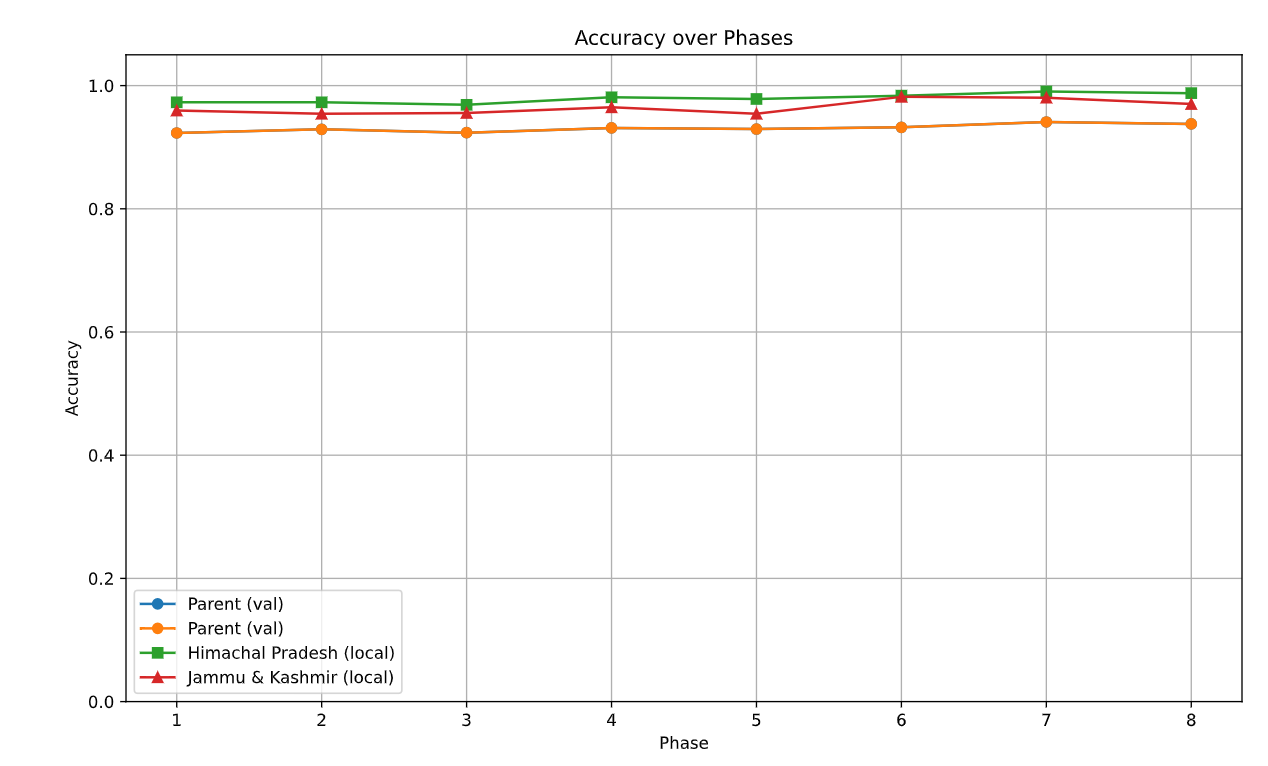 Accuracy over Phases
1.0
0.8
0.6
0.4
0.2
0.0
Accuracy
Parent (val)
Parent (val)
Himachal Pradesh (local)
Jammu & Kashmir (local)
1 2 3 4 5 6 7 8
Phase